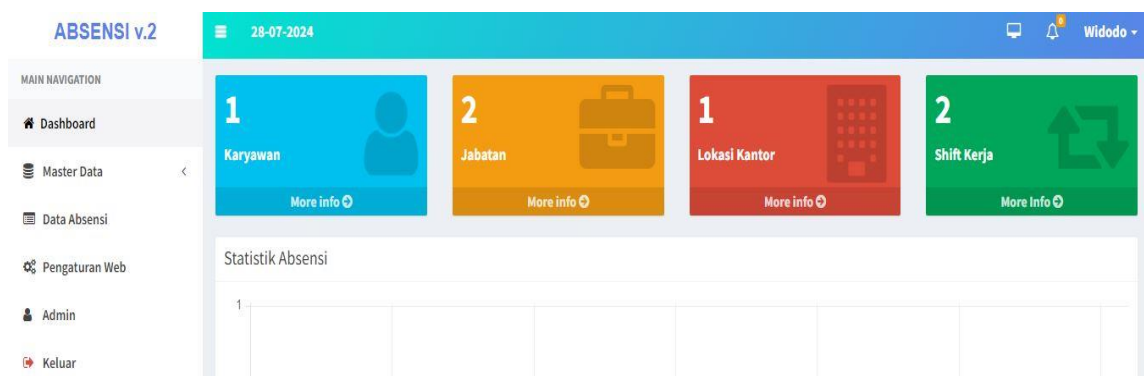 ABSENSI v.2
28-07-2024
0
Widodo
MAIN NAVIGATION
Dashboard
Master Data
Data Absensi
Pengaturan Web
Admin
Keluar
1
Karyawan
More info
2
Jabatan
More info
1
Lokasi Kantor
More info
2
Shift Kerja
More Info
Statistik Absensi
1